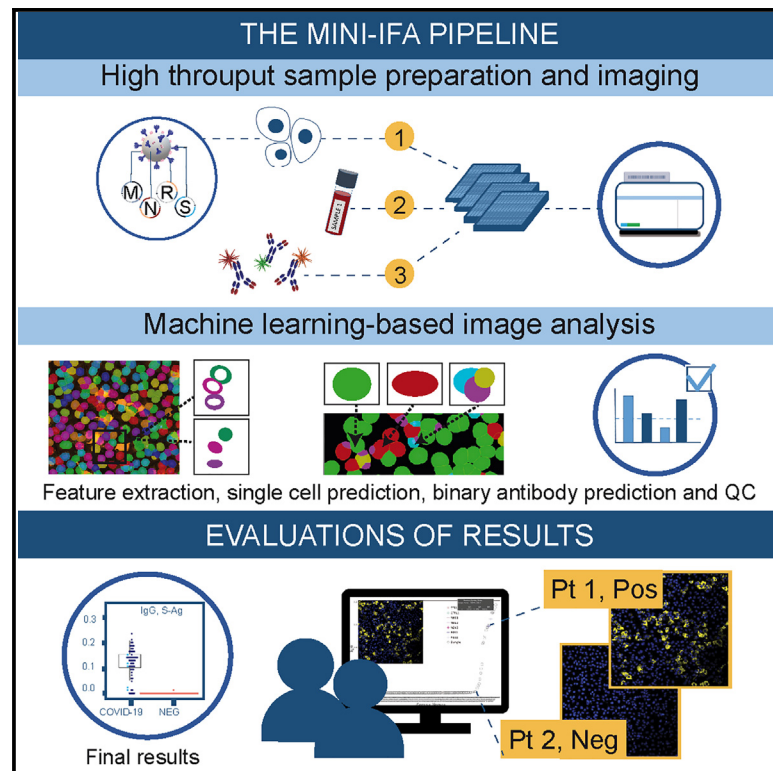 THE MINI-IFA PIPELINE
High throuput sample preparation and imaging
M
N
R
S
1
2
3
SAMPLE 1
Machine learning-based image analysis
Feature extraction, single cell prediction, binary antibody prediction and QC
EVALUATIONS OF RESULTS
IgG, S-Ag
0.3
0.2
0.1
0.0
COVID-19 NEG
Final results
Pt 1, Pos
Pt 2, Neg